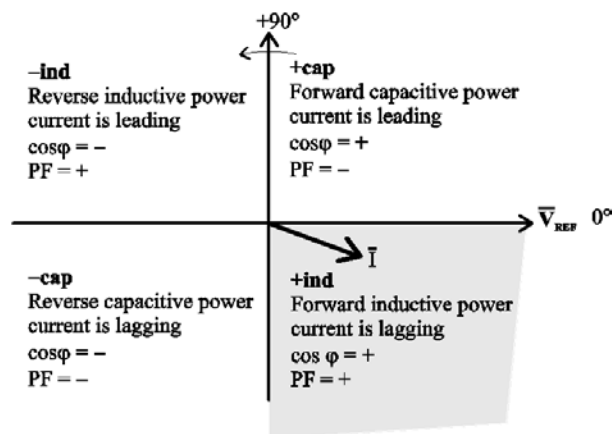 +90°
–ind
Reverse inductive power
current is leading
cosφ = –
PF = +
+cap
Forward capacitive power
current is leading
cosφ = +
PF = –
V̅REF 0°
I̅
–cap
Reverse capacitive power
current is lagging
cosφ = –
PF = –
+ind
Forward inductive power
current is lagging
cos φ = +
PF = +